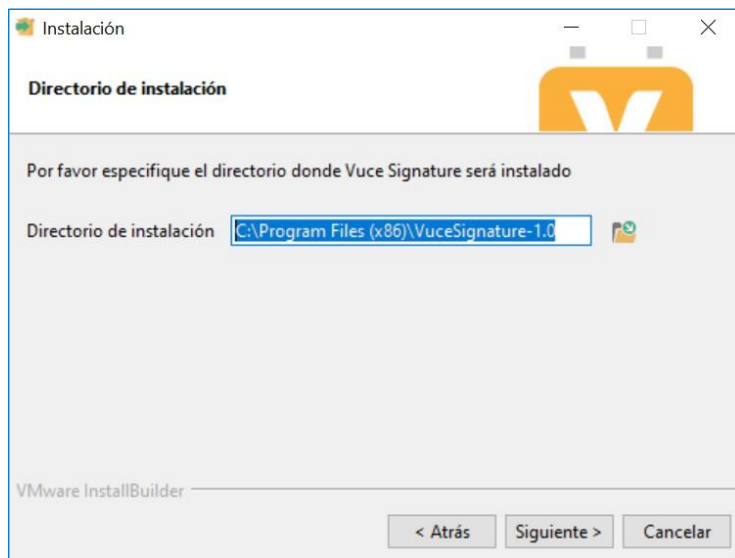 Instalación
Directorio de instalación
Por favor especifique el directorio donde Vuce Signature será instalado
Directorio de instalación C:\Program Files (x86)\VuceSignature-1.0
VMware InstallBuilder
< Atrás Siguiente > Cancelar